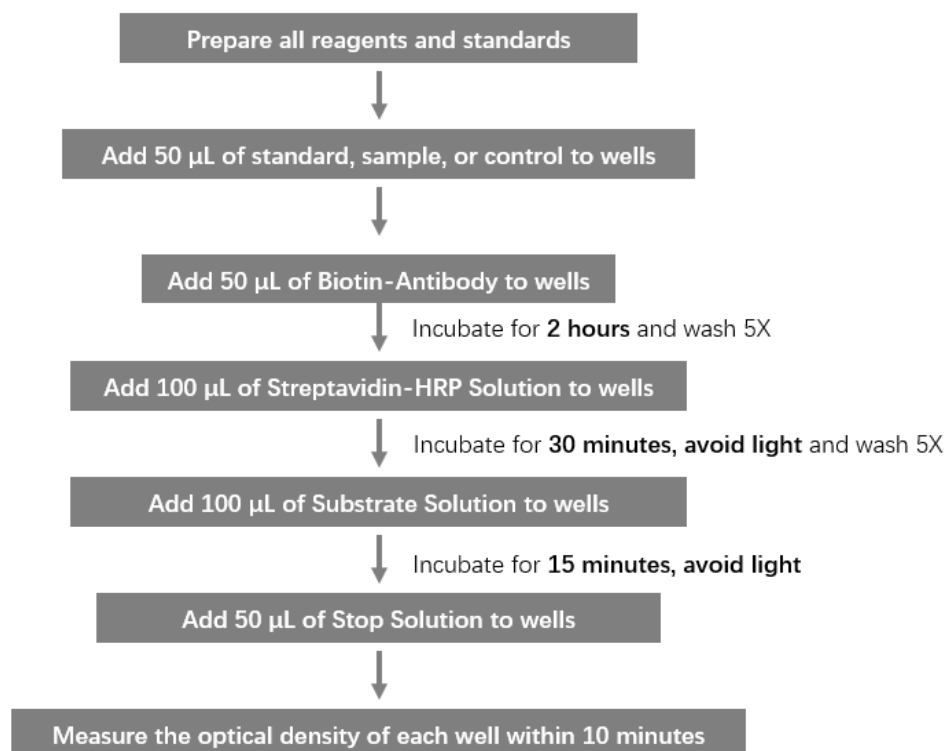 Prepare all reagents and standards
Add 50 µL of standard, sample, or control to wells
Add 50 µL of Biotin-Antibody to wells
Incubate for 2 hours and wash 5X
Add 100 µL of Streptavidin-HRP Solution to wells
Incubate for 30 minutes, avoid light and wash 5X
Add 100 µL of Substrate Solution to wells
Incubate for 15 minutes, avoid light
Add 50 µL of Stop Solution to wells
Measure the optical density of each well within 10 minutes